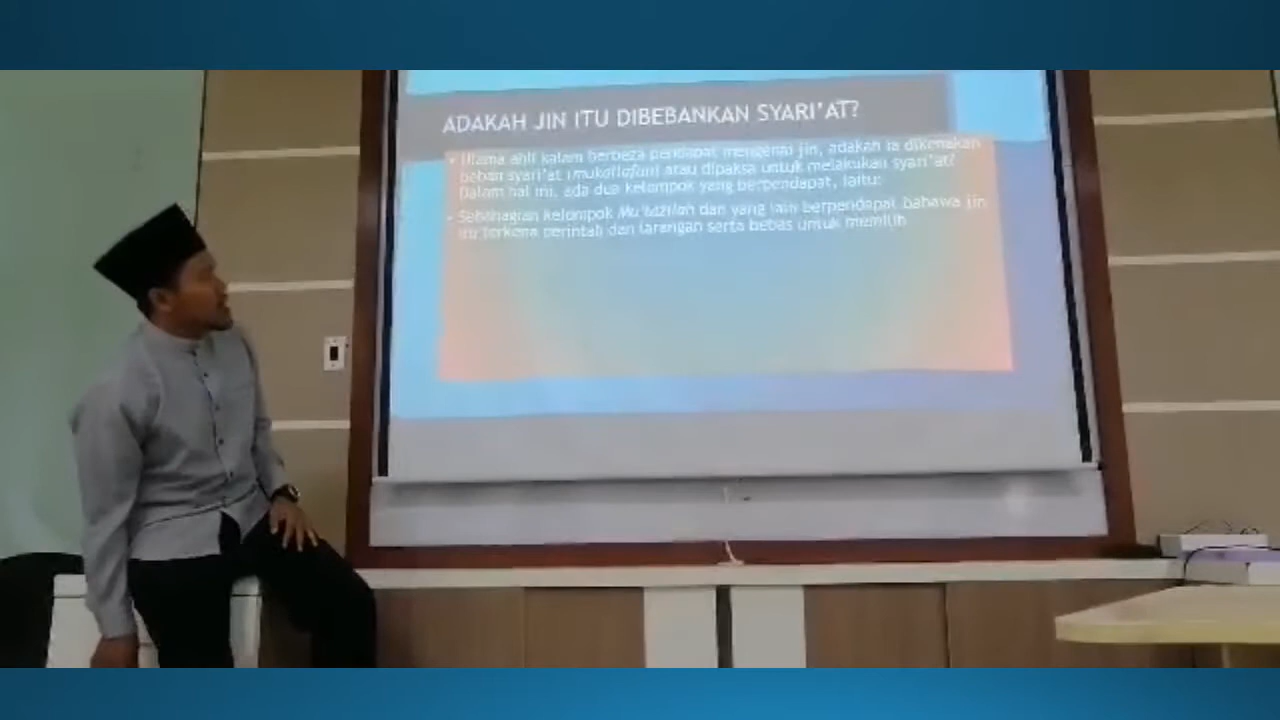 ADAKAH JIN ITU DIBEBANKAN SYARI'AT?
• Ulama ahli kalam berbeza pendapat mengenai jin, adakah ia dikenakan
beban syari'at (mukallafun) atau dipaksa untuk melakukan syari'at?
Dalam hal ini, ada dua kelompok yang berpendapat, iaitu:
• Sebahagian kelompok Mu'tazilah dan yang lain berpendapat bahawa jin
itu terkena perintah dan larangan serta bebas untuk memilih